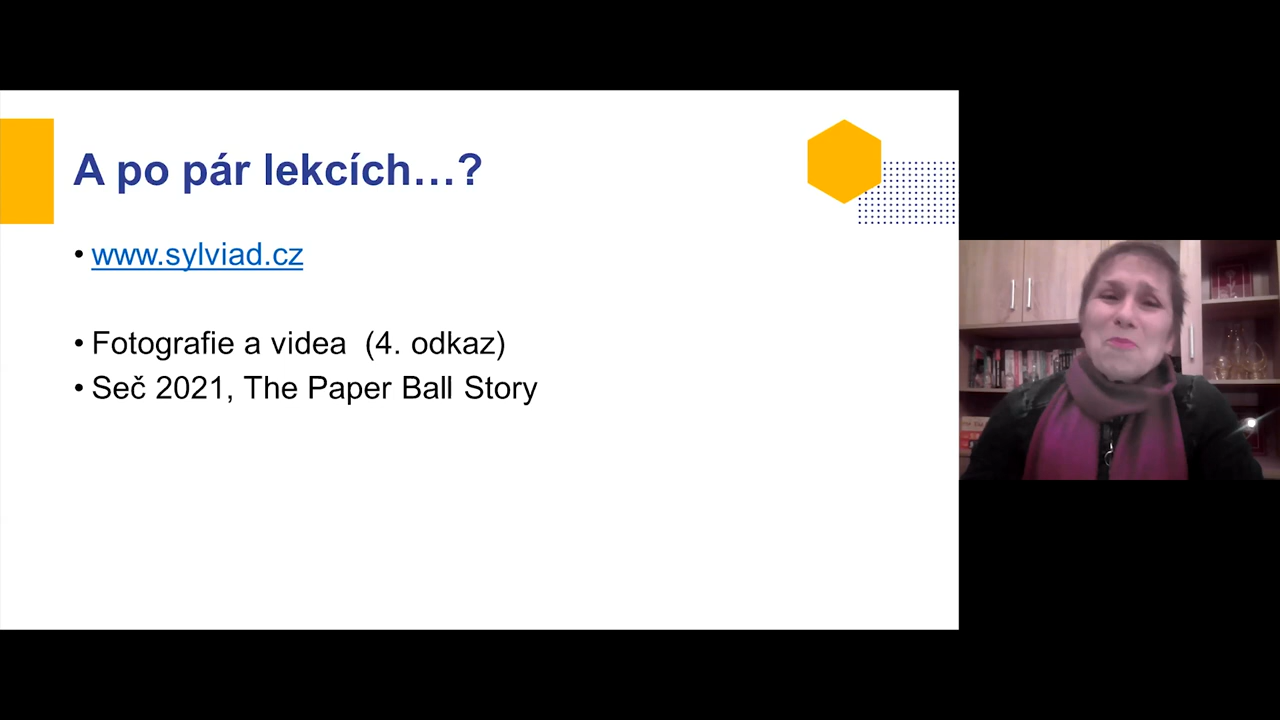 A po pár lekcích…?
• www.sylviad.cz
• Fotografie a videa  (4. odkaz)
• Seč 2021, The Paper Ball Story